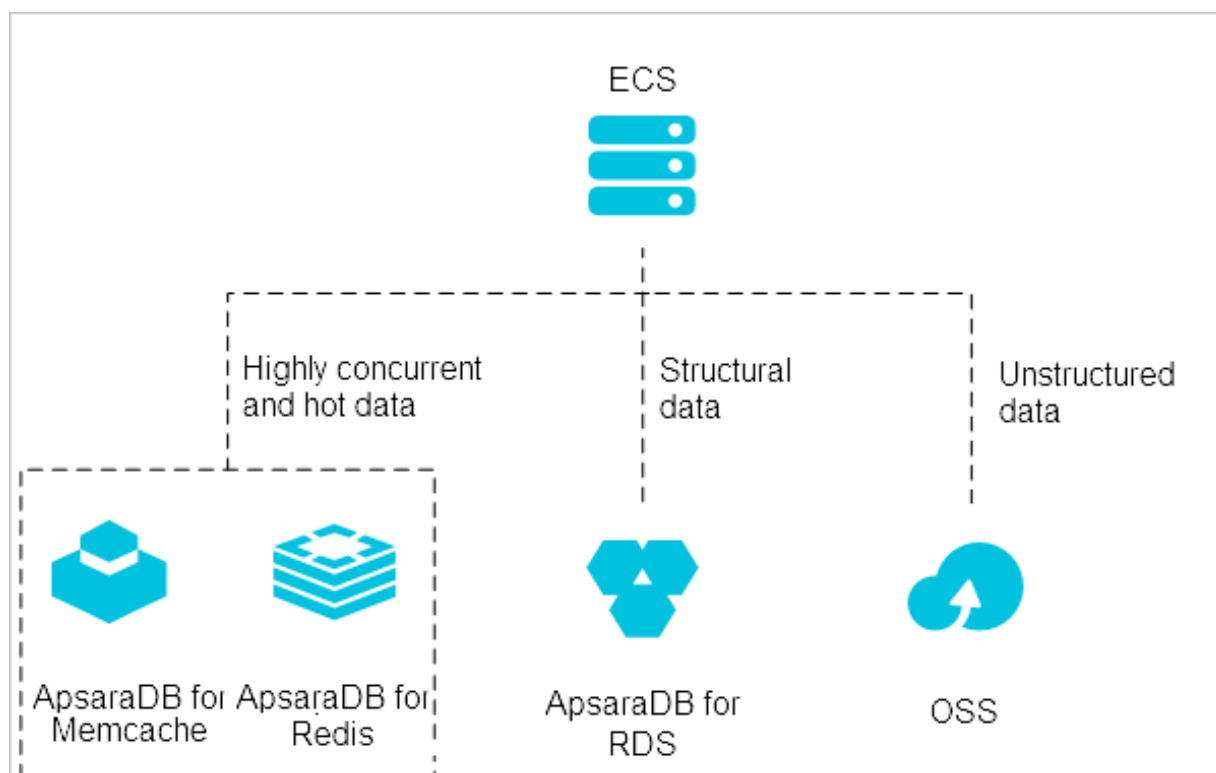 ECS
Highly concurrent
and hot data
Structural
data
Unstructured
data
ApsaraDB for
Memcache
ApsaraDB for
Redis
ApsaraDB for
RDS
OSS